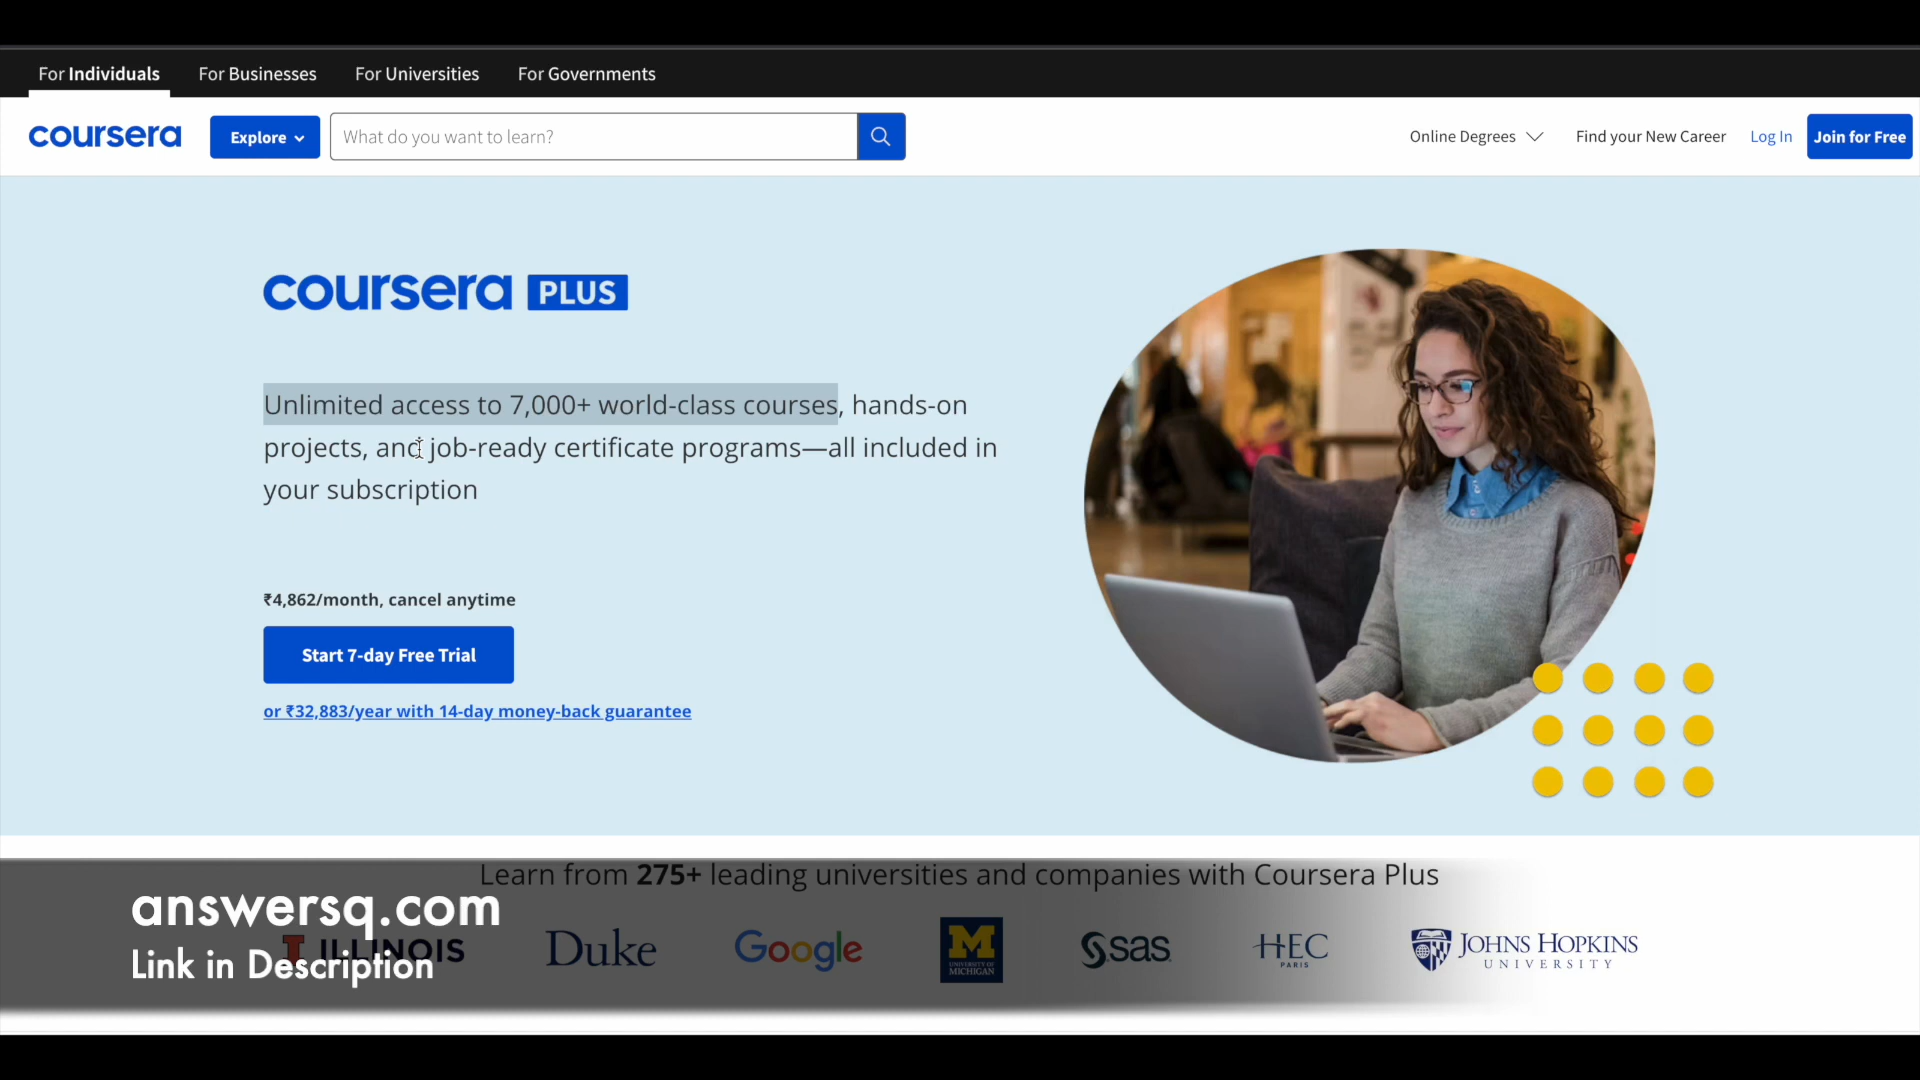 For Individuals For Businesses For Universities For Governments
coursera Explore What do you want to learn? Online Degrees Find your New Career Log In Join for Free
coursera PLUS
Unlimited access to 7,000+ world-class courses, hands-on
projects, and job-ready certificate programs—all included in
your subscription
₹4,862/month, cancel anytime
Start 7-day Free Trial
or ₹32,883/year with 14-day money-back guarantee
Learn from 275+ leading universities and companies with Coursera Plus
answersq.com
Link in Description
I ILLINOIS Duke Google M UNIVERSITY OF MICHIGAN sas HEC PARIS JOHNS HOPKINS UNIVERSITY